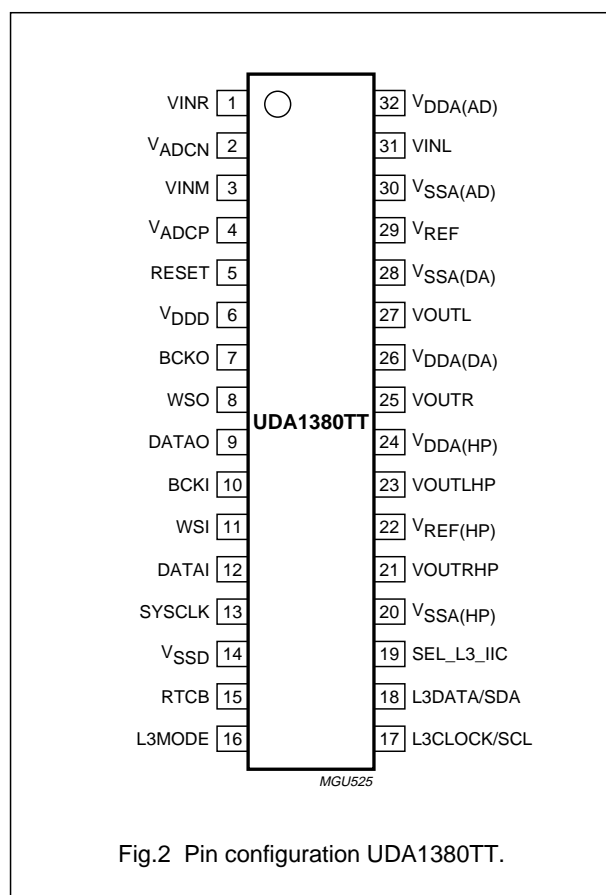 VINR 1 32 VDDA(AD)
VADCN 2 31 VINL
VINM 3 30 VSSA(AD)
VADCP 4 29 VREF
RESET 5 28 VSSA(DA)
VDDD 6 27 VOUTL
BCKO 7 26 VDDA(DA)
WSO 8 25 VOUTR
UDA1380TT
DATAO 9 24 VDDA(HP)
BCKI 10 23 VOUTLHP
WSI 11 22 VREF(HP)
DATAI 12 21 VOUTRHP
SYSCLK 13 20 VSSA(HP)
VSSD 14 19 SEL_L3_IIC
RTCB 15 18 L3DATA/SDA
L3MODE 16 17 L3CLOCK/SCL
MGU525
Fig.2 Pin configuration UDA1380TT.